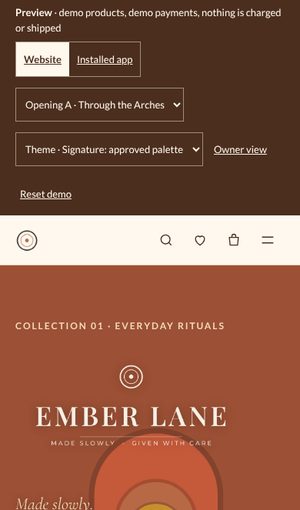 Preview · demo products, demo payments, nothing is charged
or shipped
Website Installed app
Opening A · Through the Arches
Theme · Signature: approved palette Owner view
Reset demo
COLLECTION 01 · EVERYDAY RITUALS
EMBER LANE
MADE SLOWLY · GIVEN WITH CARE
Made slowly.